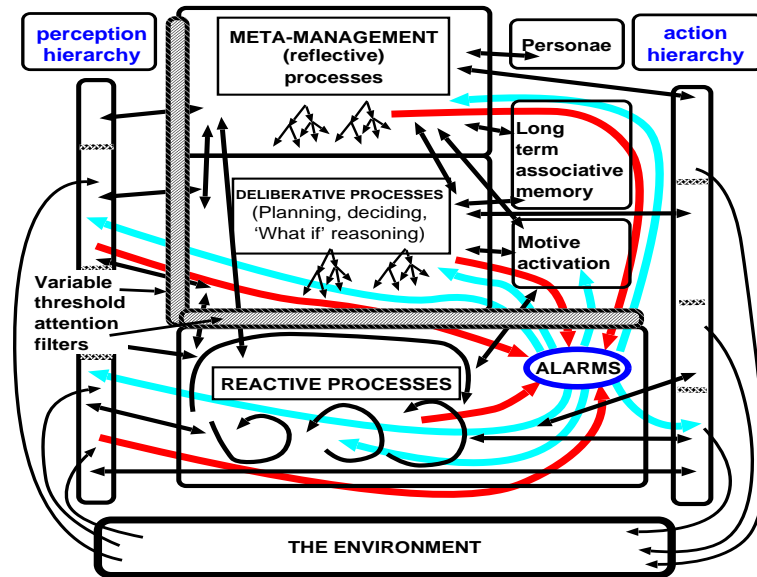 perception
hierarchy
META-MANAGEMENT
(reflective)
processes
Personae
action
hierarchy
Long
term
associative
memory
DELIBERATIVE PROCESSES
(Planning, deciding,
‘What if’ reasoning)
Motive
activation
Variable
threshold
attention
filters
REACTIVE PROCESSES
ALARMS
THE ENVIRONMENT